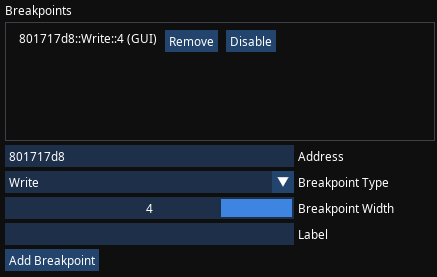 Breakpoints
801717d8::Write::4 (GUI) Remove Disable
801717d8 Address
Write Breakpoint Type
4 Breakpoint Width
Label
Add Breakpoint